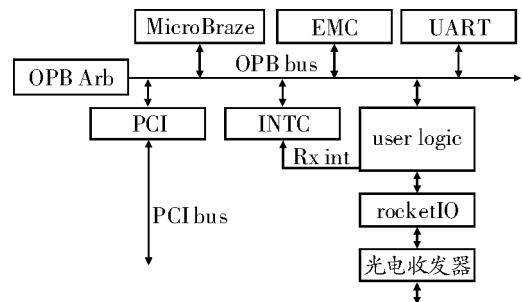 MicroBraze
EMC
UART
OPB bus
OPB Arb
PCI
INTC
user logic
Rx int
PCI bus
rocketIO
光电收发器